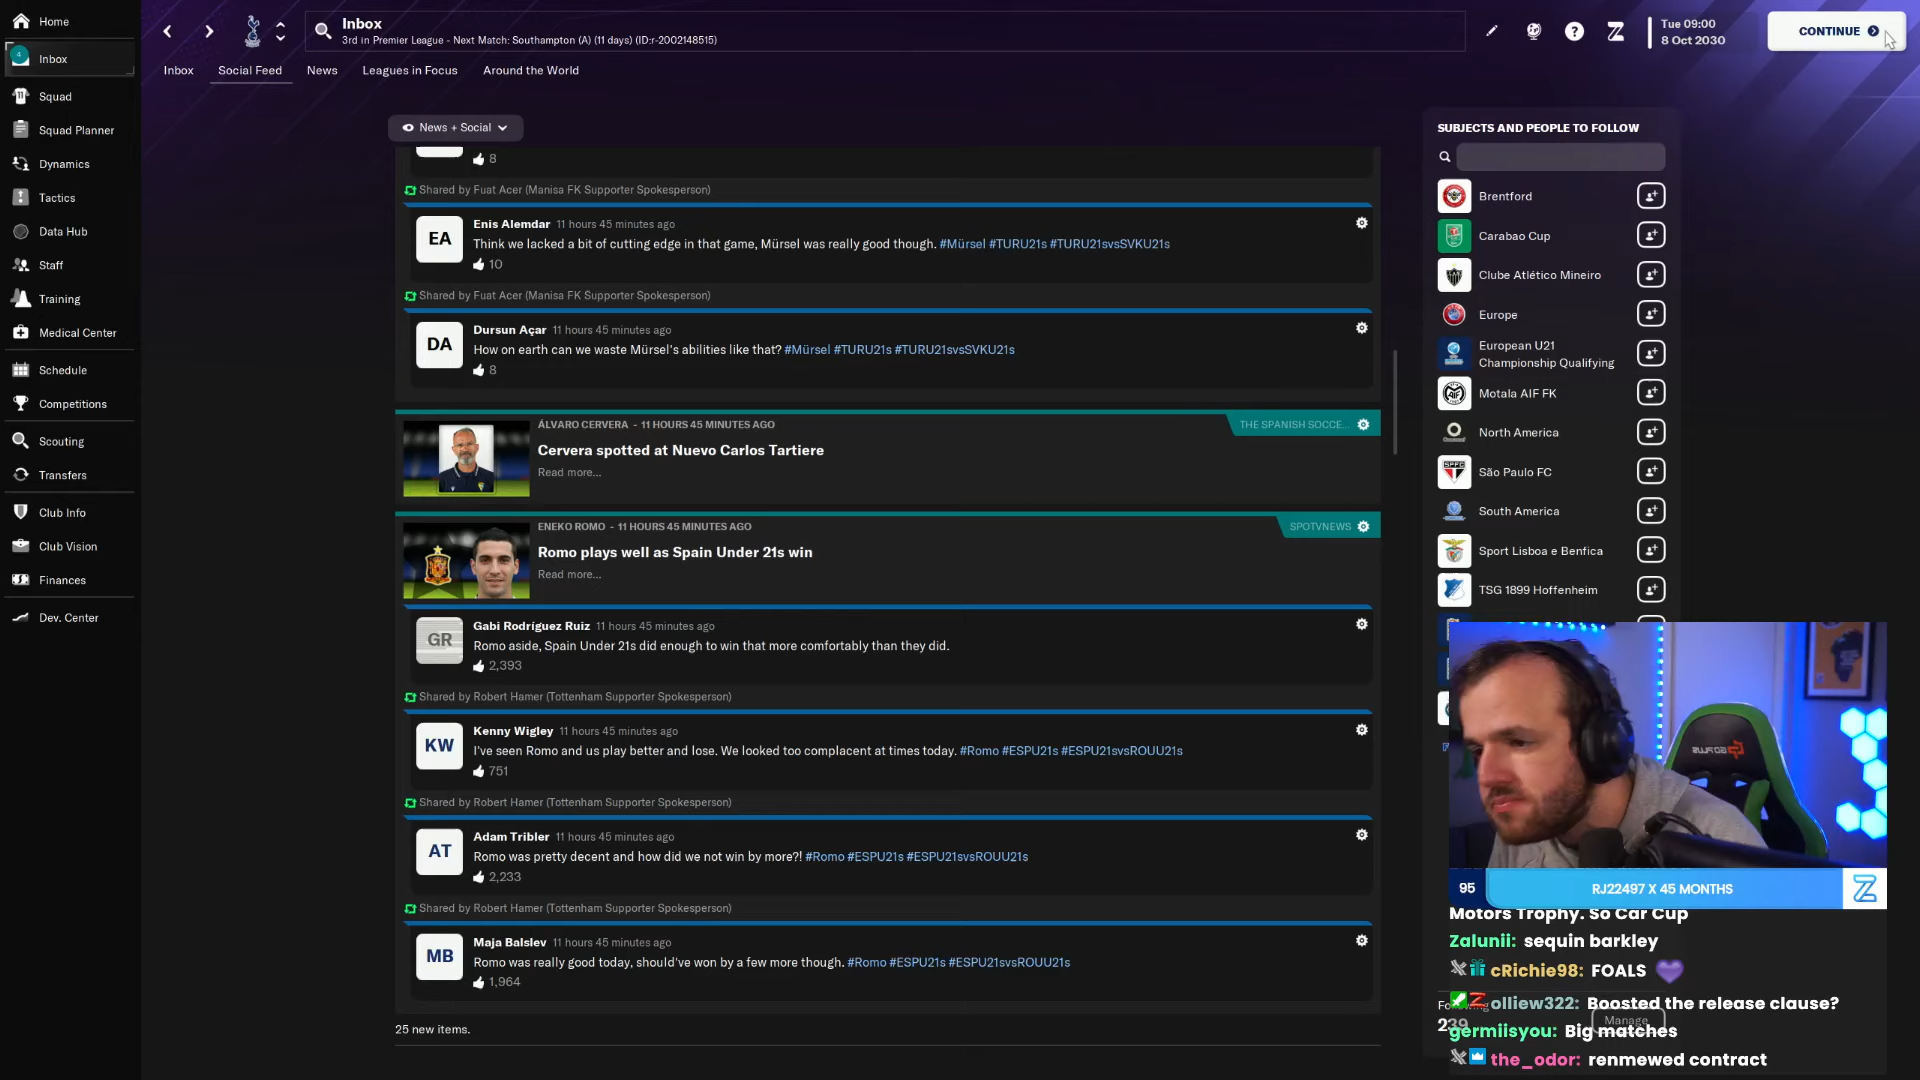 Home
4
Inbox
Squad
Squad Planner
Dynamics
Tactics
Data Hub
Staff
Training
Medical Center
Schedule
Competitions
Scouting
Transfers
Club Info
Club Vision
Finances
Dev. Center
Inbox
3rd in Premier League - Next Match: Southampton (A) (11 days) (ID:r-2002148515)
Tue 09:00
8 Oct 2030
CONTINUE
Inbox
Social Feed
News
Leagues in Focus
Around the World
News + Social
8
Shared by Fuat Acer (Manisa FK Supporter Spokesperson)
EA
Enis Alemdar 11 hours 45 minutes ago
Think we lacked a bit of cutting edge in that game, Mürsel was really good though. #Mürsel #TURU21s #TURU21svsSVKU21s
10
Shared by Fuat Acer (Manisa FK Supporter Spokesperson)
DA
Dursun Açar 11 hours 45 minutes ago
How on earth can we waste Mürsel's abilities like that? #Mürsel #TURU21s #TURU21svsSVKU21s
8
ÁLVARO CERVERA - 11 HOURS 45 MINUTES AGO
THE SPANISH SOCCE...
Cervera spotted at Nuevo Carlos Tartiere
Read more...
ENEKO ROMO - 11 HOURS 45 MINUTES AGO
SPOTVNEWS
Romo plays well as Spain Under 21s win
Read more...
GR
Gabi Rodríguez Ruiz 11 hours 45 minutes ago
Romo aside, Spain Under 21s did enough to win that more comfortably than they did.
2,393
Shared by Robert Hamer (Tottenham Supporter Spokesperson)
KW
Kenny Wigley 11 hours 45 minutes ago
I've seen Romo and us play better and lose. We looked too complacent at times today. #Romo #ESPU21s #ESPU21svsROUU21s
751
Shared by Robert Hamer (Tottenham Supporter Spokesperson)
AT
Adam Tribler 11 hours 45 minutes ago
Romo was pretty decent and how did we not win by more?! #Romo #ESPU21s #ESPU21svsROUU21s
2,233
Shared by Robert Hamer (Tottenham Supporter Spokesperson)
MB
Maja Balslev 11 hours 45 minutes ago
Romo was really good today, should've won by a few more though. #Romo #ESPU21s #ESPU21svsROUU21s
1,964
25 new items.
SUBJECTS AND PEOPLE TO FOLLOW
Brentford
Carabao Cup
Clube Atlético Mineiro
Europe
European U21
Championship Qualifying
Motala AIF FK
North America
São Paulo FC
South America
Sport Lisboa e Benfica
TSG 1899 Hoffenheim
95
RJ22497 X 45 MONTHS
Motors Trophy. So Car Cup
Zalunii: sequin barkley
cRichie98: FOALS
olliew322: Boosted the release clause?
Manage
germiisyou: Big matches
the_odor: renmewed contract